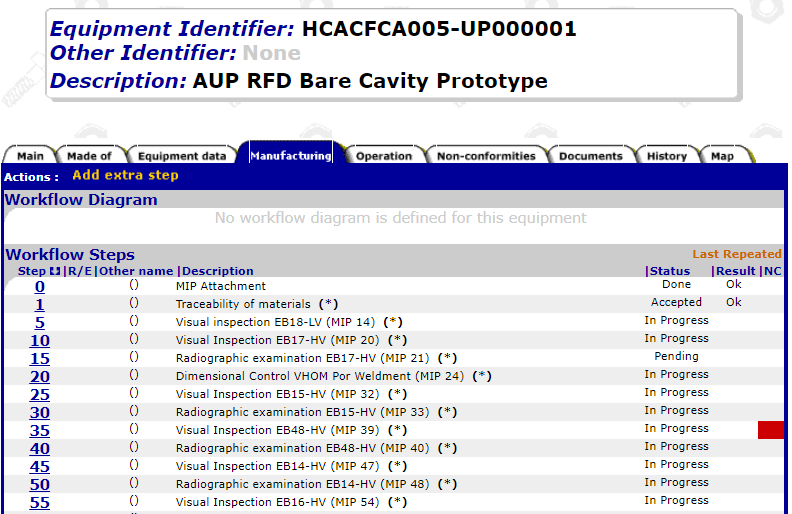 Equipment Identifier: HCACFCA005-UP000001
Other Identifier: None
Description: AUP RFD Bare Cavity Prototype
Main Made of Equipment data Manufacturing Operation Non-conformities Documents History Map
Actions : Add extra step
Workflow Diagram
No workflow diagram is defined for this equipment
Workflow Steps Last Repeated
Step |R/E|Other name |Description |Status |Result |NC
0 () MIP Attachment Done Ok
1 () Traceability of materials (*) Accepted Ok
5 () Visual inspection EB18-LV (MIP 14) (*) In Progress
10 () Visual Inspection EB17-HV (MIP 20) (*) In Progress
15 () Radiographic examination EB17-HV (MIP 21) (*) Pending
20 () Dimensional Control VHOM Por Weldment (MIP 24) (*) In Progress
25 () Visual Inspection EB15-HV (MIP 32) (*) In Progress
30 () Radiographic examination EB15-HV (MIP 33) (*) In Progress
35 () Visual Inspection EB48-HV (MIP 39) (*) In Progress
40 () Radiographic examination EB48-HV (MIP 40) (*) In Progress
45 () Visual Inspection EB14-HV (MIP 47) (*) In Progress
50 () Radiographic examination EB14-HV (MIP 48) (*) In Progress
55 () Visual Inspection EB16-HV (MIP 54) (*) In Progress